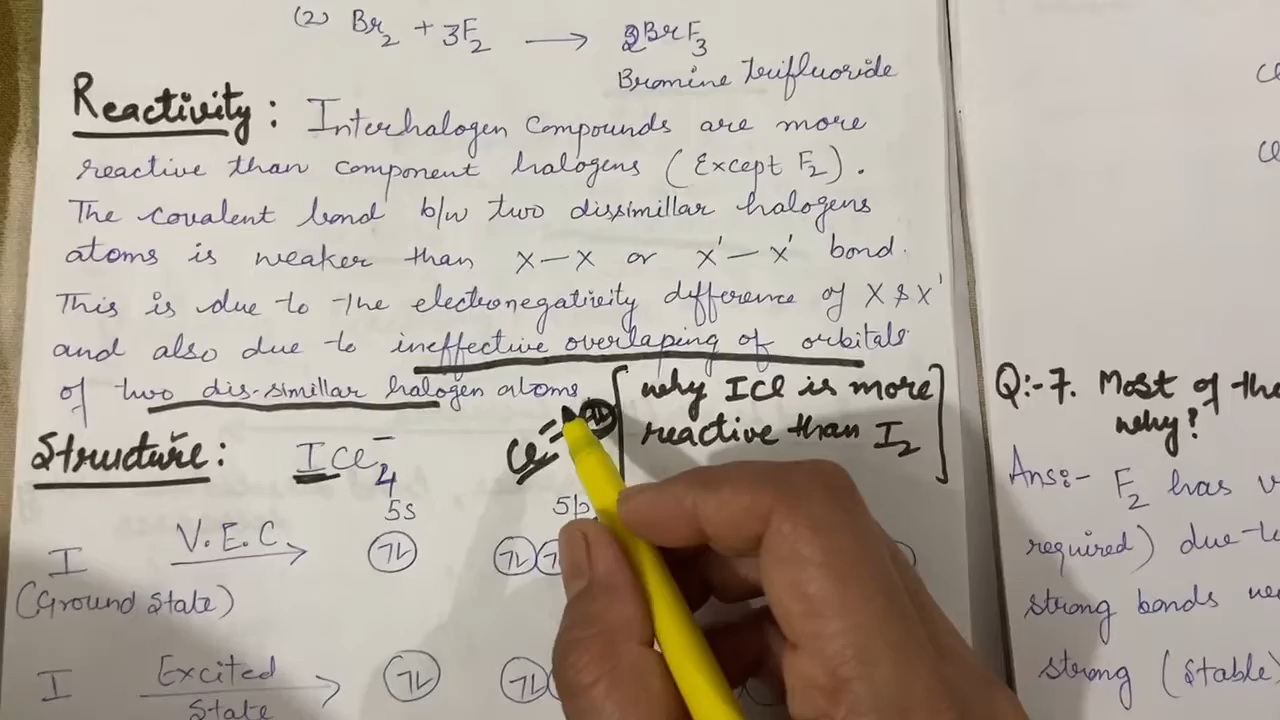 (2) Br2 + 3F2 → 2BrF3
Bromine trifluoride
Reactivity : Interhalogen compounds are more
reactive than component halogens (Except F2).
The covalent bond b/w two dissimillar halogens
atoms is weaker than X—X or X'—X' bond.
This is due to the electronegativity difference of X & X'
and also due to ineffective overlaping of orbitals
of two dis-similar halogen atoms
[why ICl is more
reactive than I2]
Structure : ICl4-
Cl
5s
5p
I V.E.C. → 
(Ground State)
I Excited State →
Cl
Cl
Q:-7. Most of the
why?
Ans:- F2 has
required) due
strong bonds
strong (Stable)